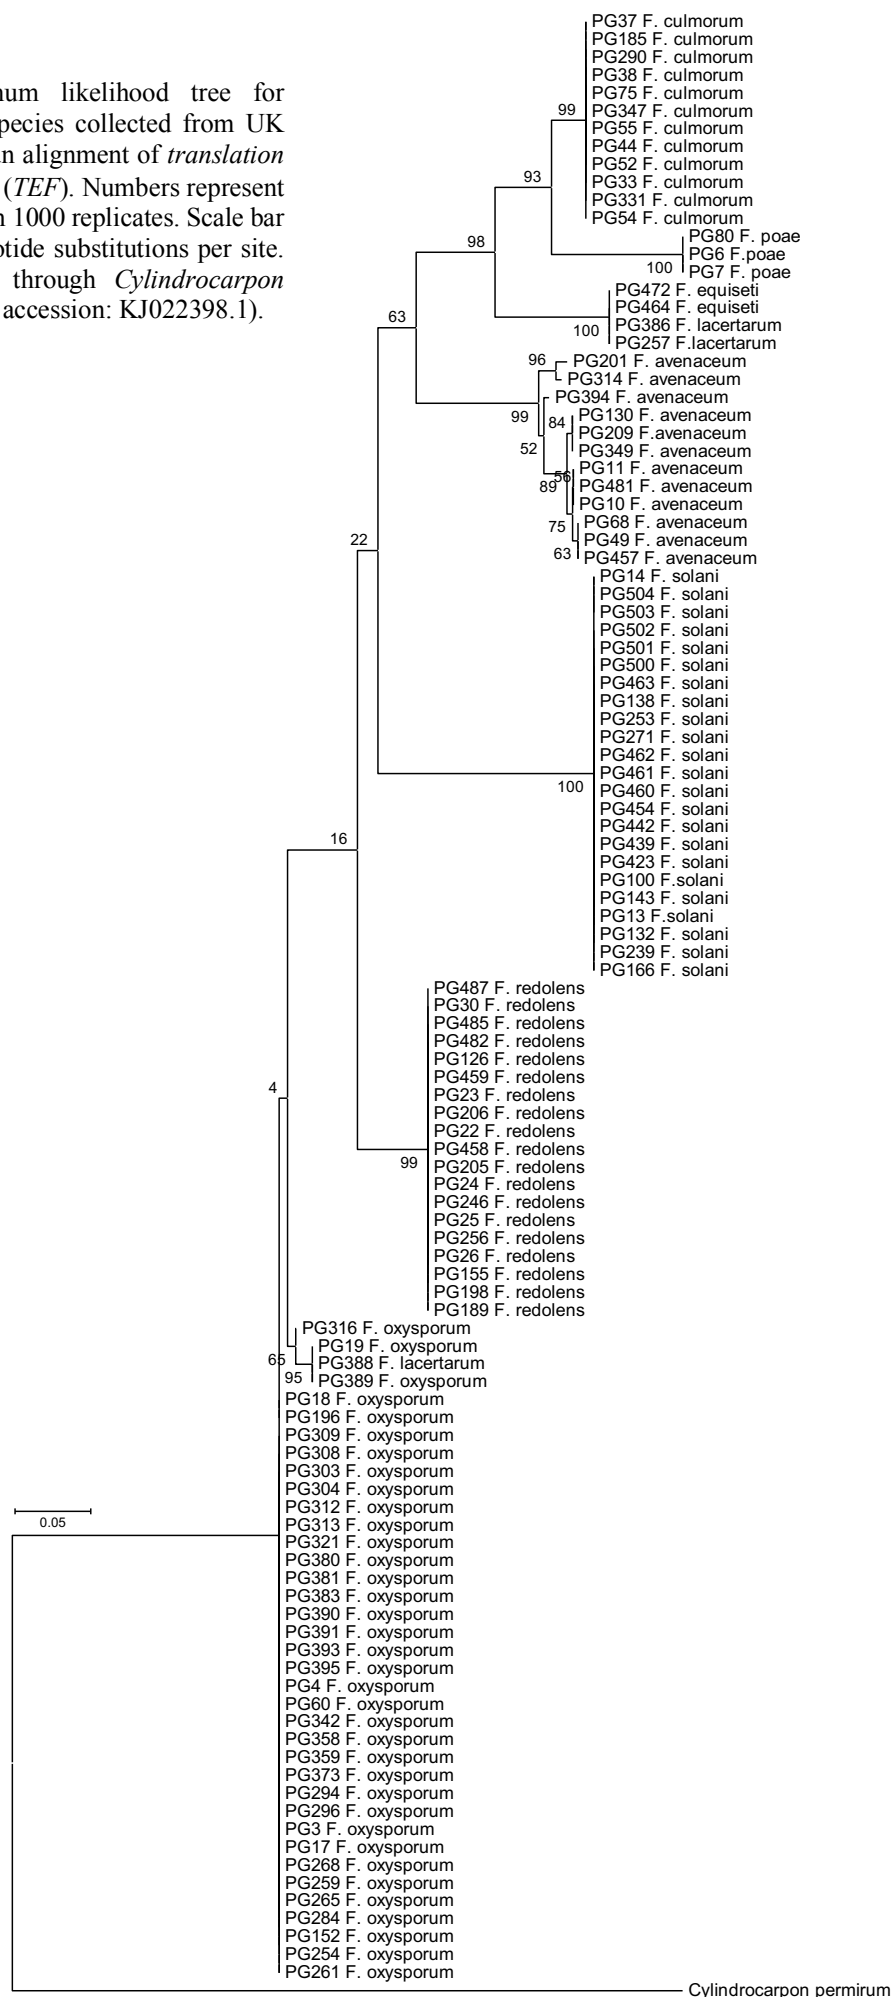 num likelihood tree for
pecies collected from UK
n alignment of translation
(TEF). Numbers represent
n 1000 replicates. Scale bar
otide substitutions per site.
through Cylindrocarpon
accession: KJ022398.1).
PG37 F. culmorum
PG185 F. culmorum
PG290 F. culmorum
PG38 F. culmorum
PG75 F. culmorum
99
PG347 F. culmorum
PG55 F. culmorum
PG44 F. culmorum
PG52 F. culmorum
93
PG33 F. culmorum
PG331 F. culmorum
PG54 F. culmorum
PG80 F. poae
98
PG6 F.poae
100
PG7 F. poae
PG472 F. equiseti
PG464 F. equiseti
63
PG386 F. lacertarum
100
PG257 F.lacertarum
96
PG201 F. avenaceum
PG314 F. avenaceum
PG394 F. avenaceum
99
84
PG130 F. avenaceum
PG209 F.avenaceum
52
PG349 F. avenaceum
PG11 F. avenaceum
56
89
PG481 F. avenaceum
PG10 F. avenaceum
75
PG68 F. avenaceum
PG49 F. avenaceum
63
PG457 F. avenaceum
22
PG14 F. solani
PG504 F. solani
PG503 F. solani
PG502 F. solani
PG501 F. solani
PG500 F. solani
PG463 F. solani
PG138 F. solani
PG253 F. solani
PG271 F. solani
PG462 F. solani
PG461 F. solani
100
PG460 F. solani
PG454 F. solani
PG442 F. solani
16
PG439 F. solani
PG423 F. solani
PG100 F.solani
PG143 F. solani
PG13 F.solani
PG132 F. solani
PG239 F. solani
PG166 F. solani
PG487 F. redolens
PG30 F. redolens
PG485 F. redolens
PG482 F. redolens
PG126 F. redolens
PG459 F. redolens
4
PG23 F. redolens
PG206 F. redolens
PG22 F. redolens
PG458 F. redolens
99
PG205 F. redolens
PG24 F. redolens
PG246 F. redolens
PG25 F. redolens
PG256 F. redolens
PG26 F. redolens
PG155 F. redolens
PG198 F. redolens
PG189 F. redolens
PG316 F. oxysporum
PG19 F. oxysporum
65
PG388 F. lacertarum
95
PG389 F. oxysporum
PG18 F. oxysporum
PG196 F. oxysporum
PG309 F. oxysporum
PG308 F. oxysporum
PG303 F. oxysporum
PG304 F. oxysporum
PG312 F. oxysporum
0.05
PG313 F. oxysporum
PG321 F. oxysporum
PG380 F. oxysporum
PG381 F. oxysporum
PG383 F. oxysporum
PG390 F. oxysporum
PG391 F. oxysporum
PG393 F. oxysporum
PG395 F. oxysporum
PG4 F. oxysporum
PG60 F. oxysporum
PG342 F. oxysporum
PG358 F. oxysporum
PG359 F. oxysporum
PG373 F. oxysporum
PG294 F. oxysporum
PG296 F. oxysporum
PG3 F. oxysporum
PG17 F. oxysporum
PG268 F. oxysporum
PG259 F. oxysporum
PG265 F. oxysporum
PG284 F. oxysporum
PG152 F. oxysporum
PG254 F. oxysporum
PG261 F. oxysporum
Cylindrocarpon permirum